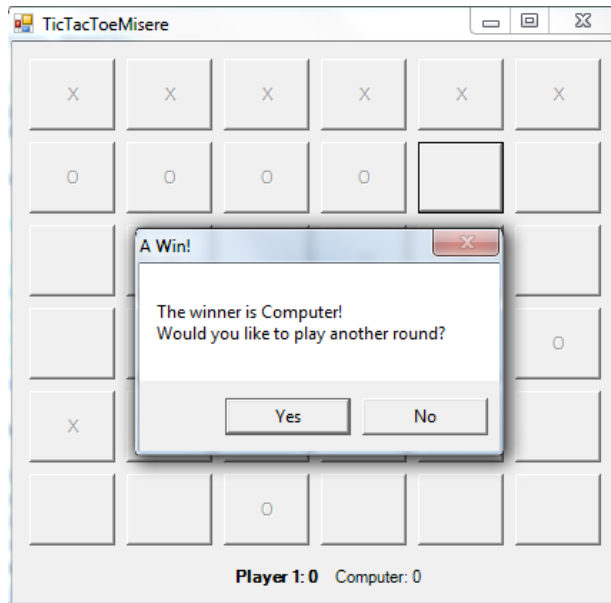 TicTacToeMisere
X X X X X X
O O O O
A Win!
The winner is Computer!
Would you like to play another round?
O
Yes No
X
O
Player 1: 0 Computer: 0